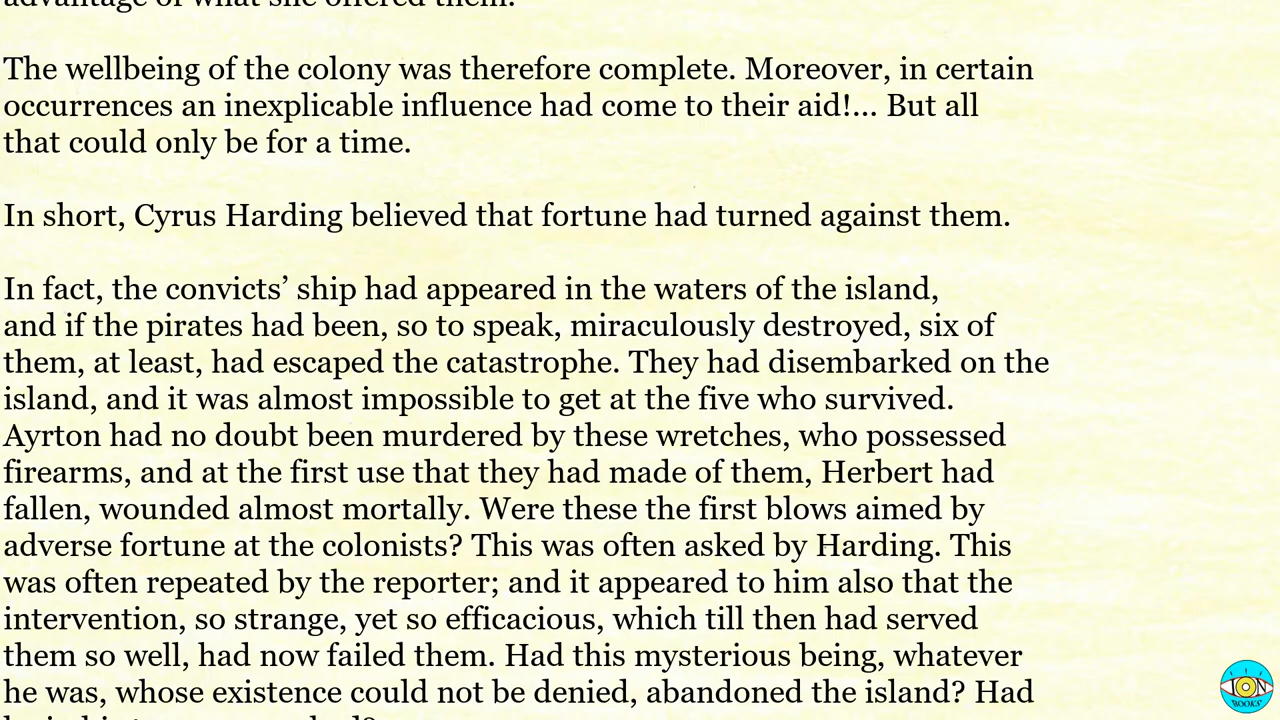 advantage of what she offered them.
The wellbeing of the colony was therefore complete. Moreover, in certain
occurrences an inexplicable influence had come to their aid!... But all
that could only be for a time.
In short, Cyrus Harding believed that fortune had turned against them.
In fact, the convicts’ ship had appeared in the waters of the island,
and if the pirates had been, so to speak, miraculously destroyed, six of
them, at least, had escaped the catastrophe. They had disembarked on the
island, and it was almost impossible to get at the five who survived.
Ayrton had no doubt been murdered by these wretches, who possessed
firearms, and at the first use that they had made of them, Herbert had
fallen, wounded almost mortally. Were these the first blows aimed by
adverse fortune at the colonists? This was often asked by Harding. This
was often repeated by the reporter; and it appeared to him also that the
intervention, so strange, yet so efficacious, which till then had served
them so well, had now failed them. Had this mysterious being, whatever
he was, whose existence could not be denied, abandoned the island? Had
ION
BOOKS